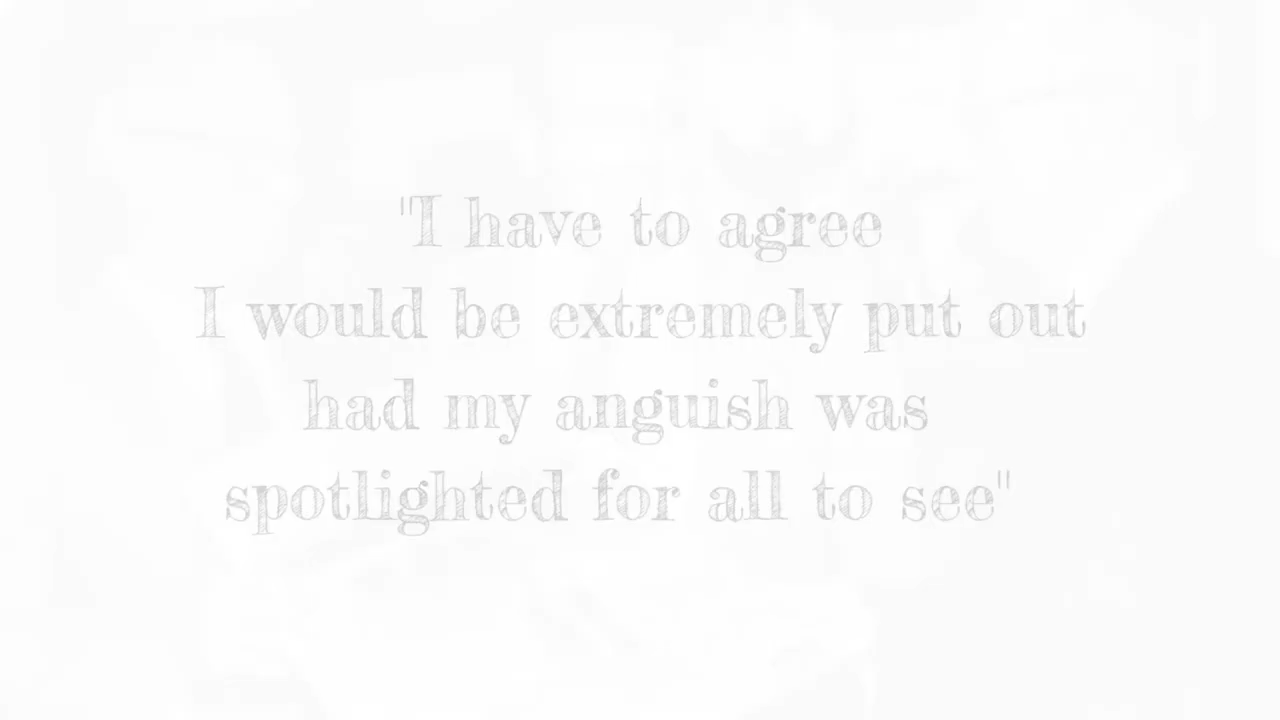 "I have to agree
I would be extremely put out
had my anguish was
spotlighted for all to see"